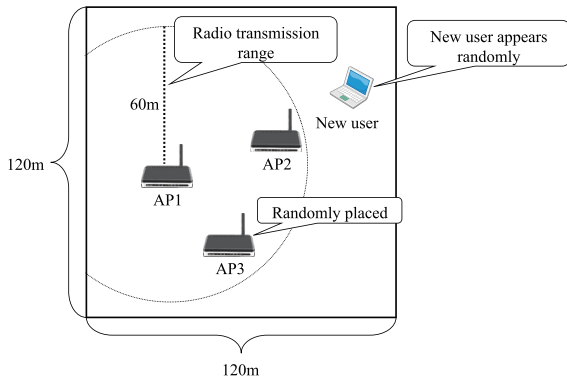 Radio transmission
range
New user appears
randomly
60m
New user
AP2
120m
AP1
Randomly placed
AP3
120m